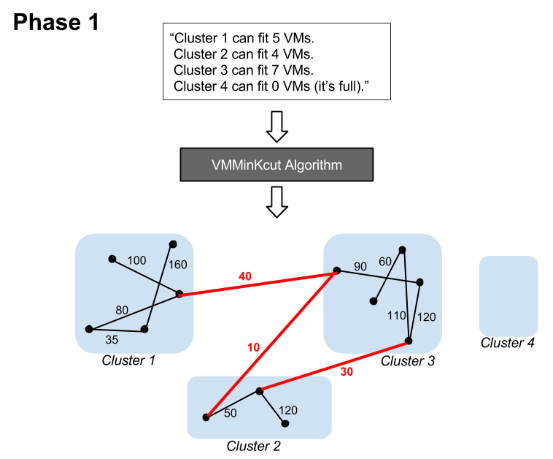 Phase 1
“Cluster 1 can fit 5 VMs.
Cluster 2 can fit 4 VMs.
Cluster 3 can fit 7 VMs.
Cluster 4 can fit 0 VMs (it’s full).”
VMMinKcut Algorithm
100
160
80
35
Cluster 1
40
10
30
90
60
110
120
Cluster 3
Cluster 4
50
120
Cluster 2